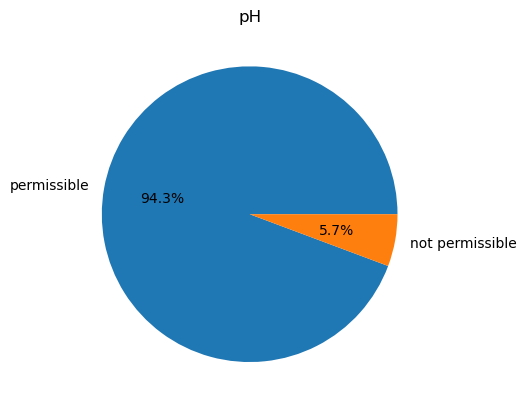 pH
permissible
94.3%
5.7%
not permissible